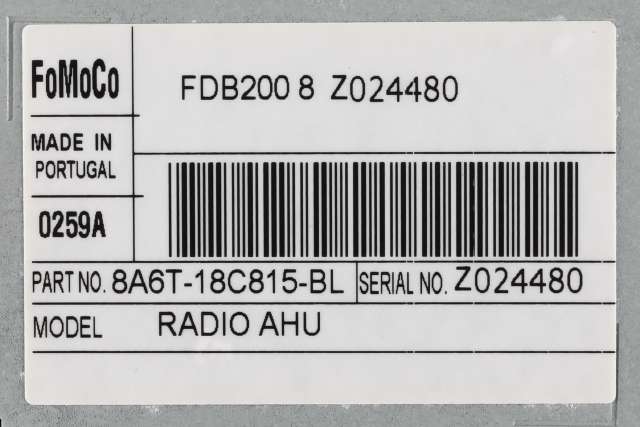 FoMoCo
FDB200 8 Z024480
MADE IN
PORTUGAL
0259A
PART NO. 8A6T-18C815-BL SERIAL NO. Z024480
MODEL RADIO AHU